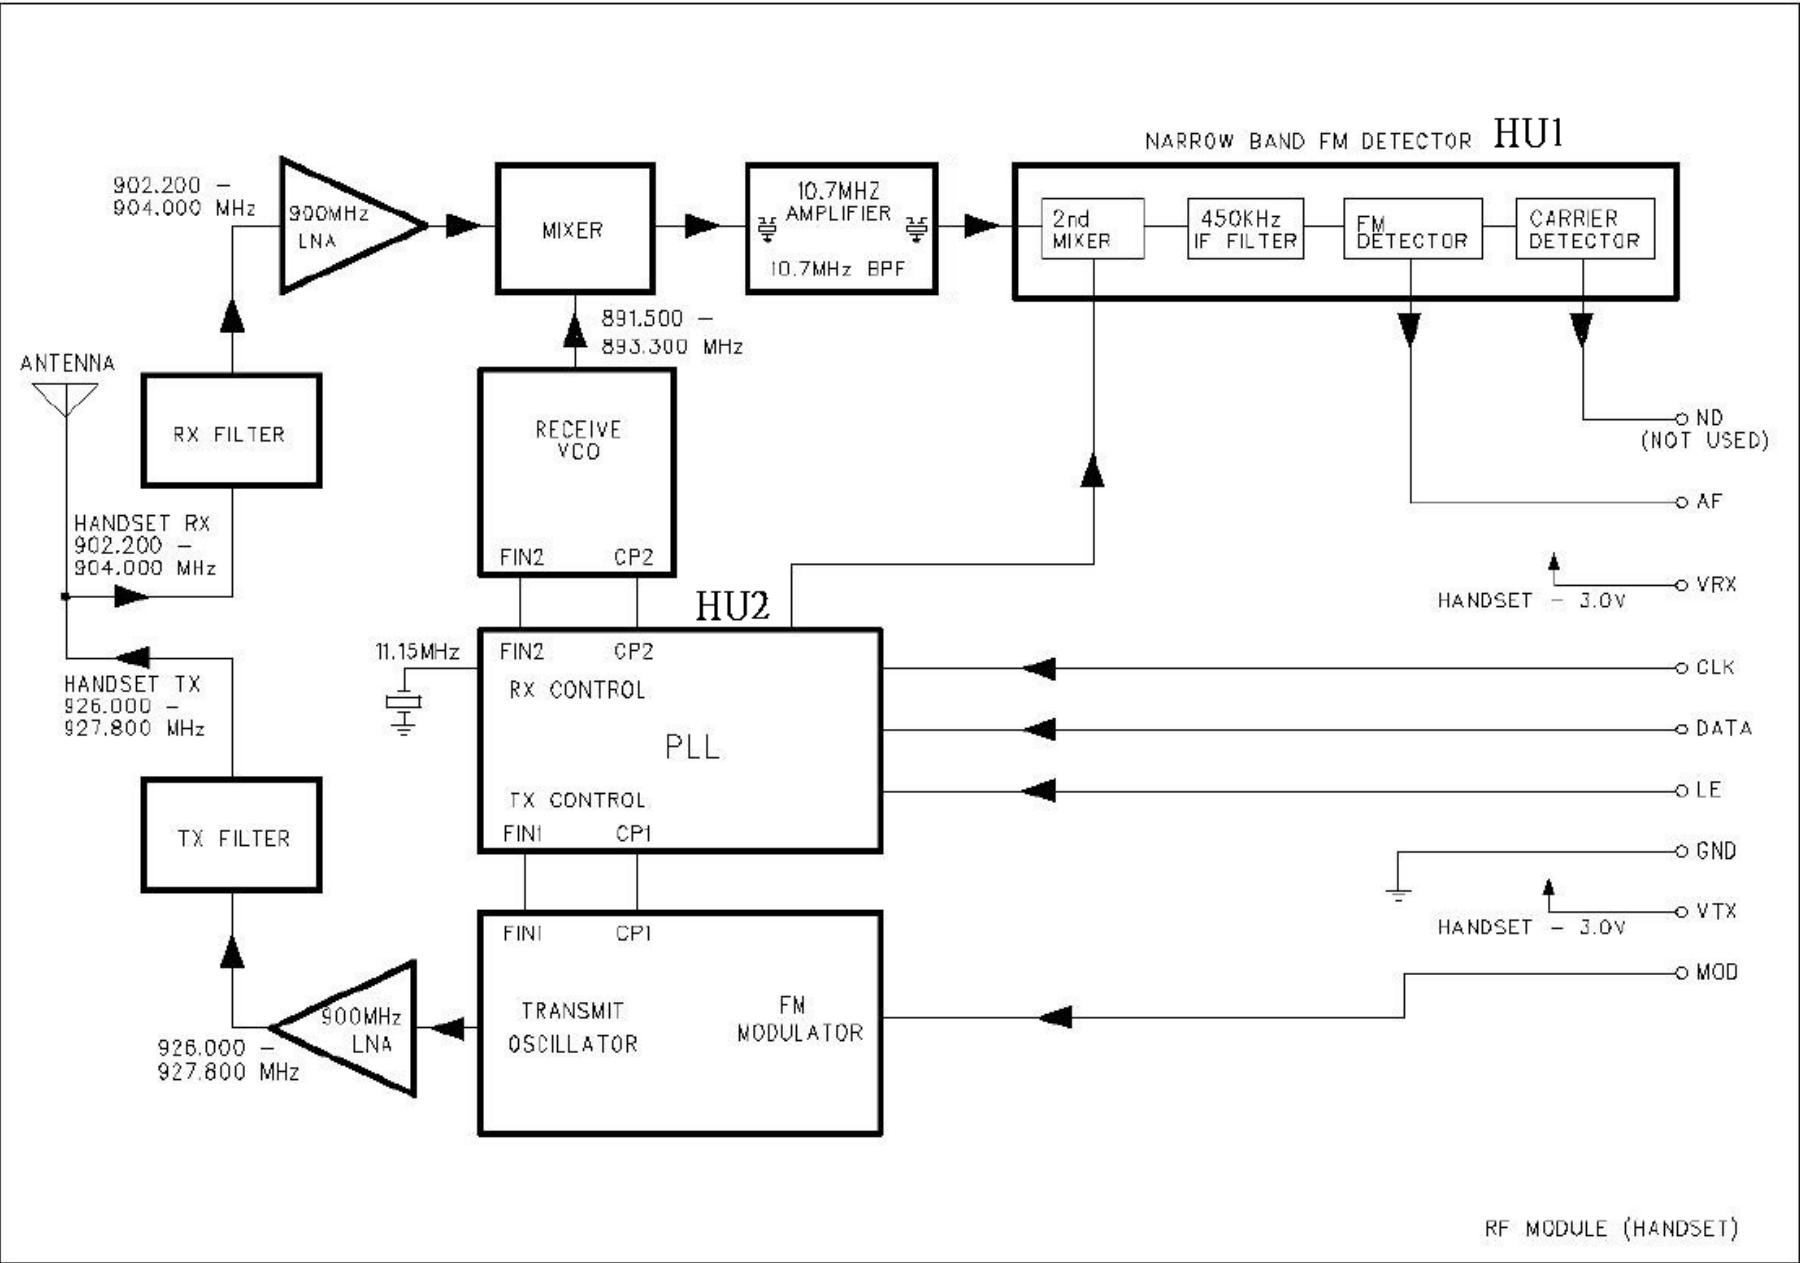 NARROW BAND FM DETECTOR HU1
902.200 –
904.000 MHz
900MHz
LNA
MIXER
10.7MHZ
AMPLIFIER
10.7MHz BPF
2nd
MIXER
450KHz
IF FILTER
FM
DETECTOR
CARRIER
DETECTOR
891.500 –
893.300 MHz
ANTENNA
RX FILTER
RECEIVE
VCO
FIN2 CP2
ND
(NOT USED)
AF
HANDSET RX
902.200 –
904.000 MHz
VRX
HANDSET – 3.0V
HU2
11.15MHz
FIN2 CP2
RX CONTROL
PLL
TX CONTROL
FIN1 CP1
CLK
DATA
LE
GND
HANDSET TX
926.000 –
927.800 MHz
TX FILTER
VTX
HANDSET – 3.0V
MOD
FIN1 CP1
TRANSMIT
OSCILLATOR
FM
MODULATOR
900MHz
LNA
926.000 –
927.800 MHz
RF MODULE (HANDSET)